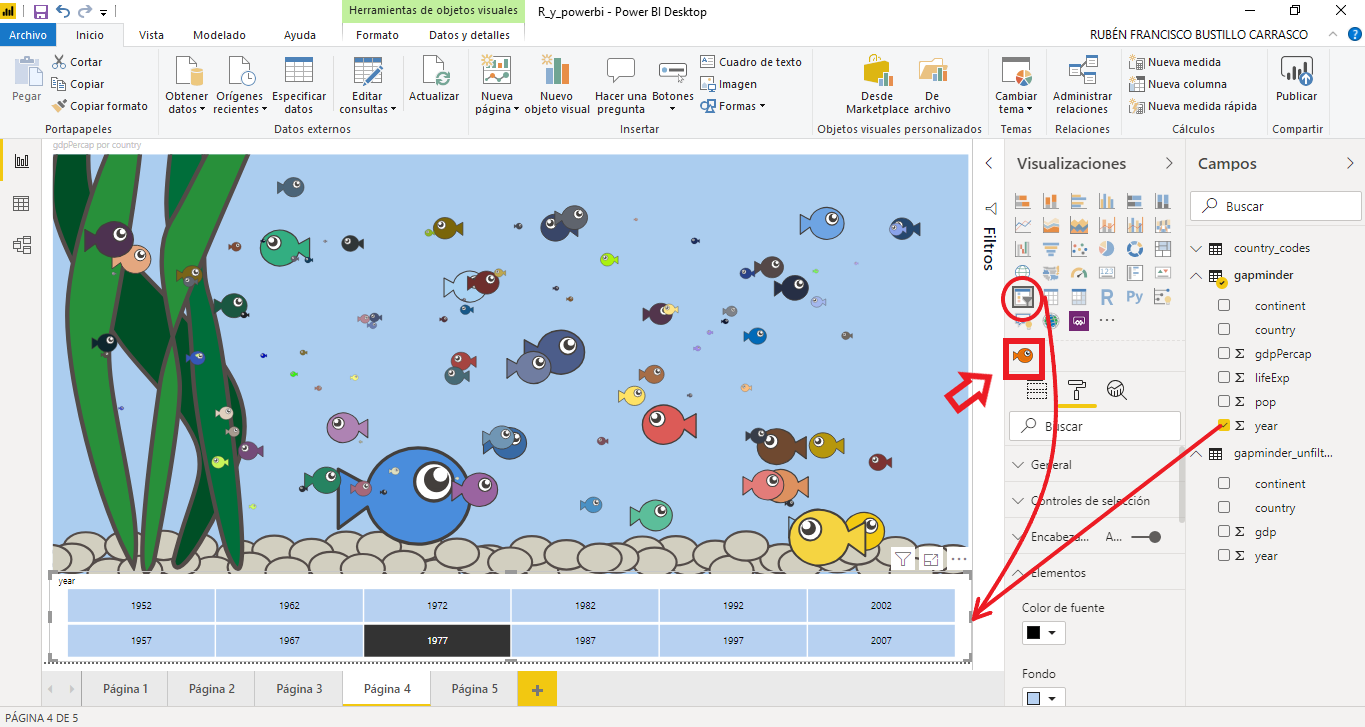 Herramientas de objetos visuales
R_y_powerbi - Power BI Desktop
Archivo
Inicio
Vista
Modelado
Ayuda
Formato
Datos y detalles
RUBÉN FRANCISCO BUSTILLO CARRASCO
Pegar
Cortar
Copiar
Copiar formato
Portapapeles
Obtener datos
Orígenes recientes
Especificar datos
Editar consultas
Actualizar
Datos externos
Nueva página
Nuevo objeto visual
Hacer una pregunta
Botones
Cuadro de texto
Imagen
Formas
Insertar
Desde Marketplace
De archivo
Objetos visuales personalizados
Cambiar tema
Temas
Administrar relaciones
Relaciones
Nueva medida
Nueva columna
Nueva medida rápida
Cálculos
Publicar
Compartir
gdpPercap por country
year
1952 1962 1972 1982 1992 2002
1957 1967 1977 1987 1997 2007
Filtros
Visualizaciones
123
R Py
Buscar
General
Controles de selección
Encabeza... A...
Elementos
Color de fuente
Fondo
Campos
Buscar
country_codes
gapminder
continent
country
Σ gdpPercap
Σ lifeExp
Σ pop
Σ year
gapminder_unfilt...
continent
country
Σ gdp
Σ year
Página 1
Página 2
Página 3
Página 4
Página 5
+
PÁGINA 4 DE 5